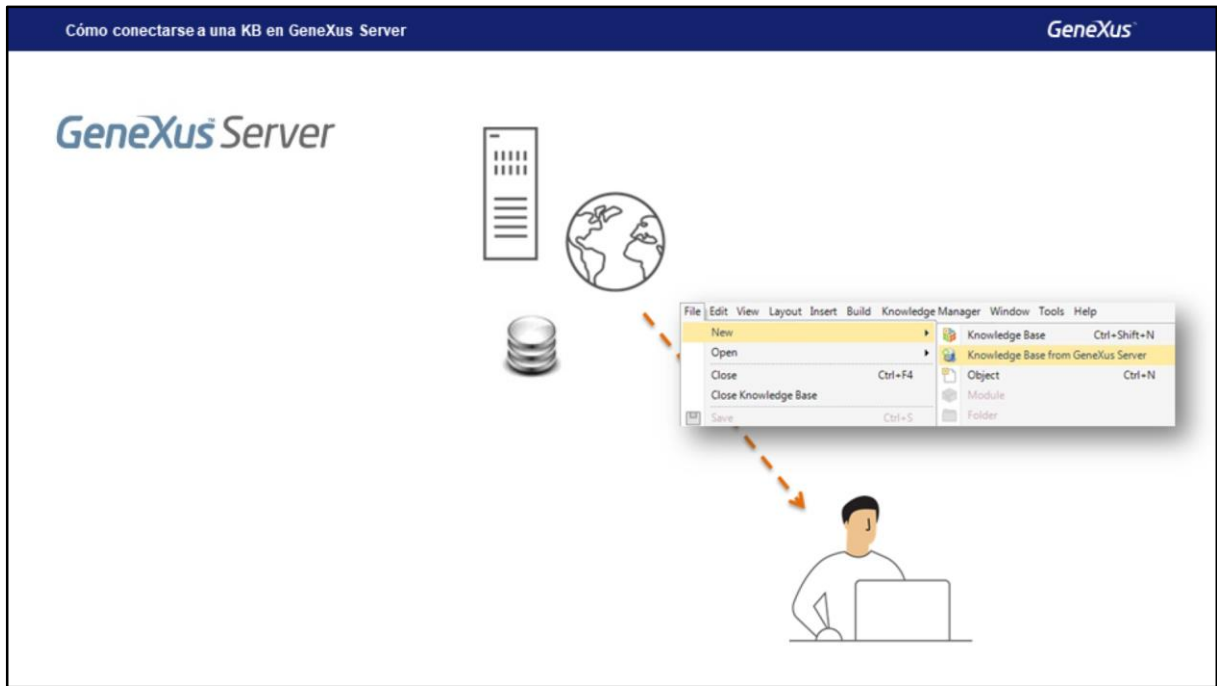 Cómo conectarse a una KB en GeneXus Server
GeneXus™
GeneXus™ Server
File Edit View Layout Insert Build Knowledge Manager Window Tools Help
New
Open
Close Ctrl+F4
Close Knowledge Base
Save Ctrl+S
Knowledge Base Ctrl+Shift+N
Knowledge Base from GeneXus Server
Object Ctrl+N
Module
Folder